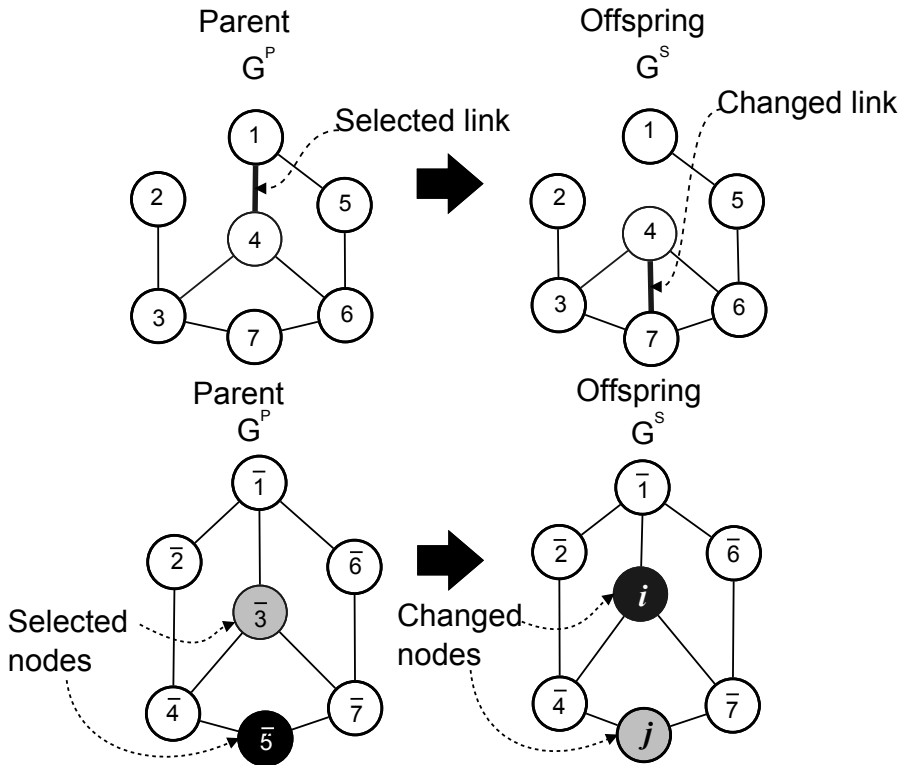 Parent
G^P
Offspring
G^S
Selected link
Changed link
1
2
5
4
3
6
7
1
2
5
4
3
6
7
Parent
G^P
Offspring
G^S
1̅
2̅
6̅
3̅
Selected
nodes
4̅
7̅
5̅
1̅
2̅
6̅
i
Changed
nodes
4̅
7̅
j